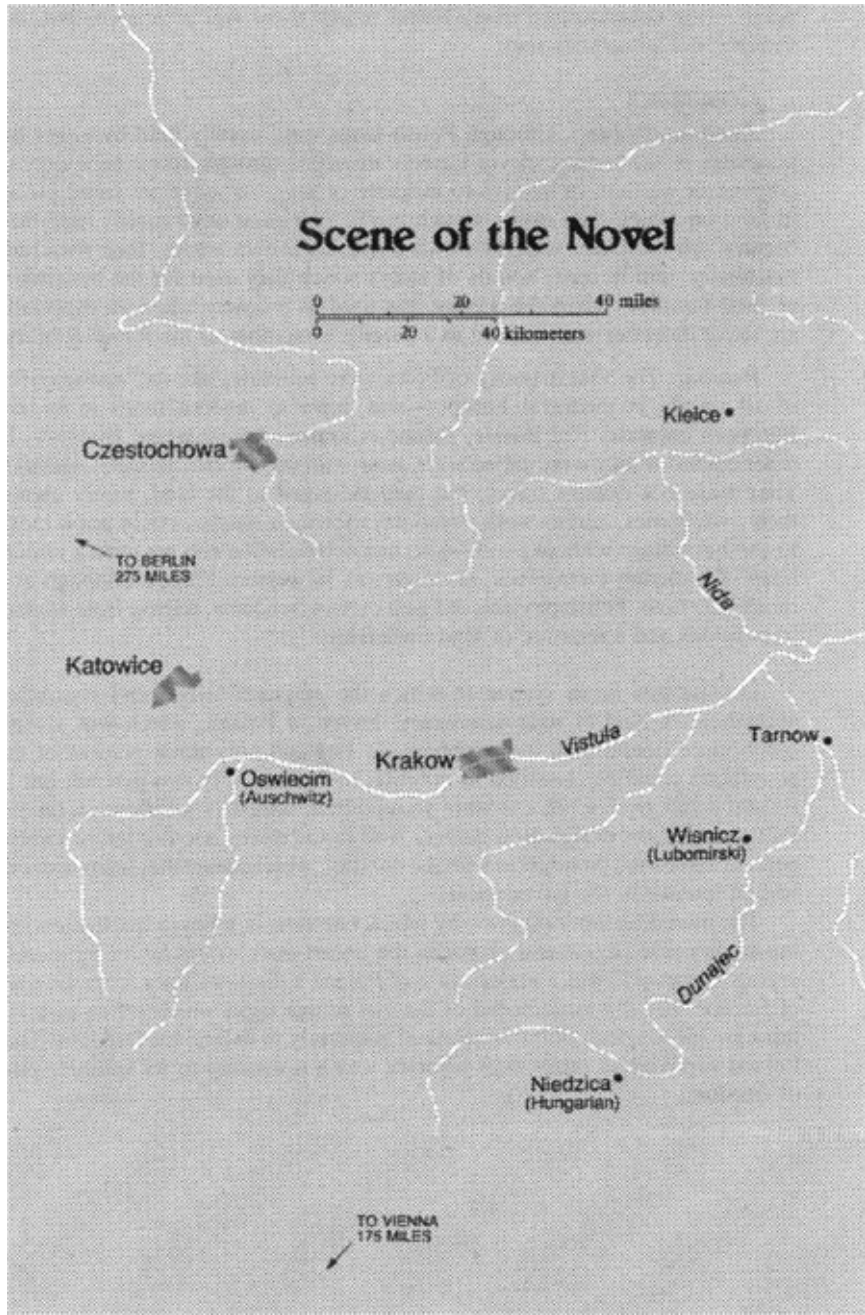 Scene of the Novel
0 20 40 miles
0 20 40 kilometers
Kielce
Czestochowa
TO BERLIN
275 MILES
Nida
Katowice
Vistula
Krakow
Tarnow
Oswiecim
(Auschwitz)
Wisnicz
(Lubomirski)
Dunajec
Niedzica
(Hungarian)
TO VIENNA
175 MILES